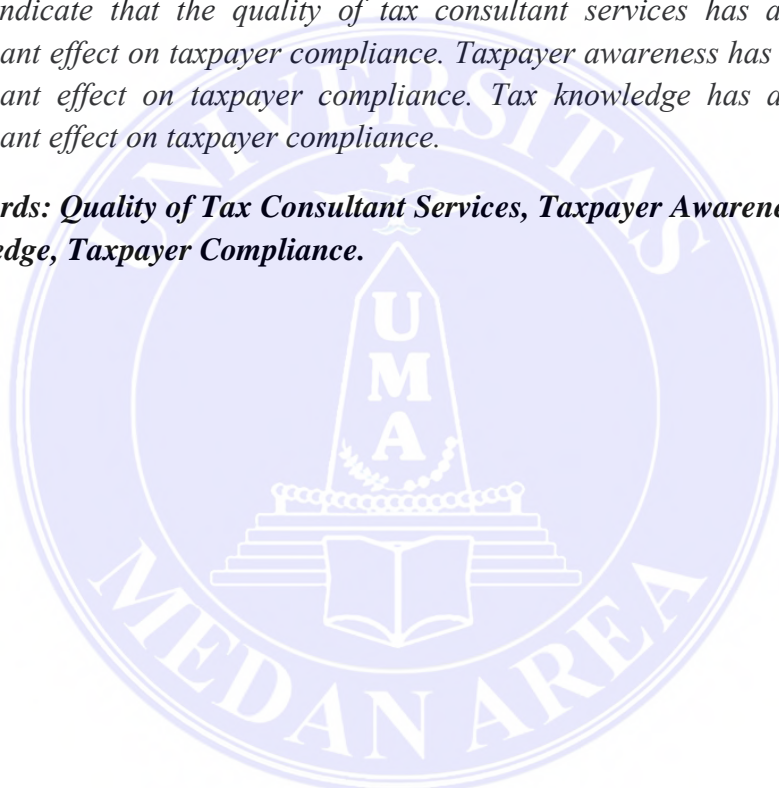 ndicate that the quality of tax consultant services has a
ant effect on taxpayer compliance. Taxpayer awareness has
ant effect on taxpayer compliance. Tax knowledge has a
ant effect on taxpayer compliance.
rds: Quality of Tax Consultant Services, Taxpayer Awarene
edge, Taxpayer Compliance.
UNIVERSITAS
U
M
A
MEDAN AREA